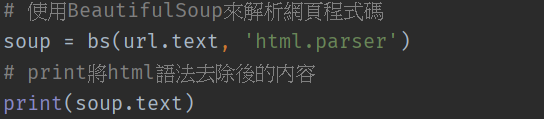 # 使用BeautifulSoup來解析網頁程式碼
soup = bs(url.text, 'html.parser')
# print將html語法去除後的內容
print(soup.text)